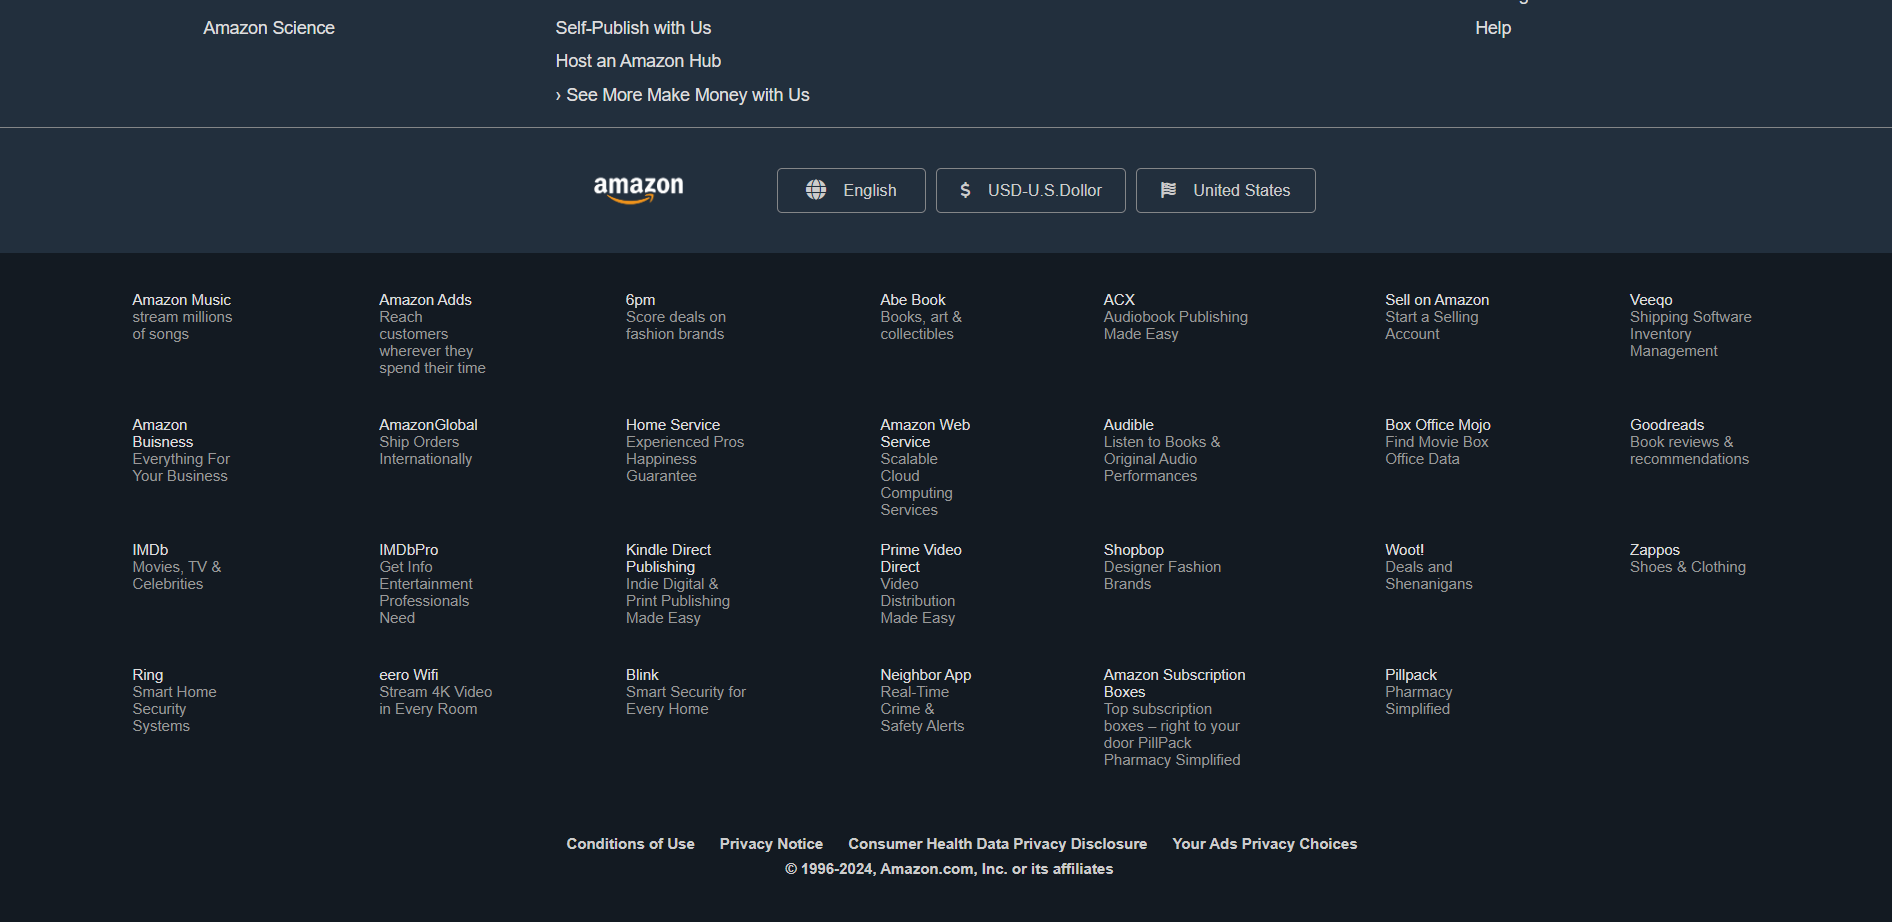 Amazon Science
Self-Publish with Us
Host an Amazon Hub
› See More Make Money with Us
Help
amazon
English
$ USD-U.S.Dollor
United States
Amazon Music
stream millions
of songs
Amazon Adds
Reach
customers
wherever they
spend their time
6pm
Score deals on
fashion brands
Abe Book
Books, art &
collectibles
ACX
Audiobook Publishing
Made Easy
Sell on Amazon
Start a Selling
Account
Veeqo
Shipping Software
Inventory
Management
Amazon
Buisness
Everything For
Your Business
AmazonGlobal
Ship Orders
Internationally
Home Service
Experienced Pros
Happiness
Guarantee
Amazon Web
Service
Scalable
Cloud
Computing
Services
Audible
Listen to Books &
Original Audio
Performances
Box Office Mojo
Find Movie Box
Office Data
Goodreads
Book reviews &
recommendations
IMDb
Movies, TV &
Celebrities
IMDbPro
Get Info
Entertainment
Professionals
Need
Kindle Direct
Publishing
Indie Digital &
Print Publishing
Made Easy
Prime Video
Direct
Video
Distribution
Made Easy
Shopbop
Designer Fashion
Brands
Woot!
Deals and
Shenanigans
Zappos
Shoes & Clothing
Ring
Smart Home
Security
Systems
eero Wifi
Stream 4K Video
in Every Room
Blink
Smart Security for
Every Home
Neighbor App
Real-Time
Crime &
Safety Alerts
Amazon Subscription
Boxes
Top subscription
boxes – right to your
door PillPack
Pharmacy Simplified
Pillpack
Pharmacy
Simplified
Conditions of Use Privacy Notice Consumer Health Data Privacy Disclosure Your Ads Privacy Choices
© 1996-2024, Amazon.com, Inc. or its affiliates